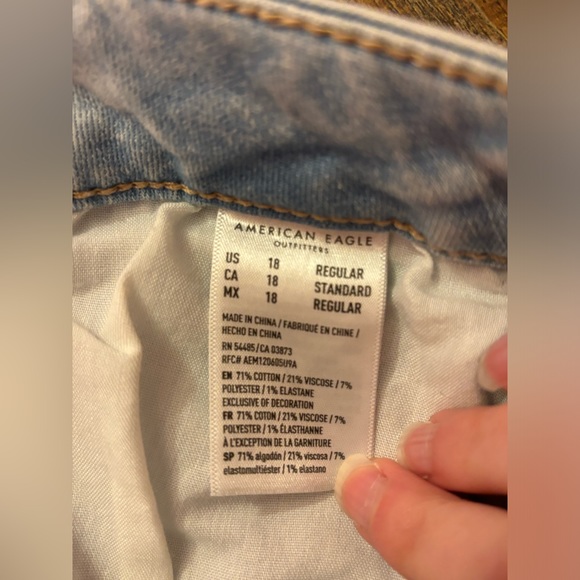 AMERICAN EAGLE
OUTFITTERS
US 18 REGULAR
CA 18 STANDARD
MX 18 REGULAR
MADE IN CHINA / FABRIQUÉ EN CHINE /
HECHO EN CHINA
RN 54485/CA 03873
RFC# AEM120605U9A
EN 71% COTTON / 21% VISCOSE / 7%
POLYESTER / 1% ELASTANE
EXCLUSIVE OF DECORATION
FR 71% COTON / 21% VISCOSE / 7%
POLYESTER / 1% ÉLASTHANNE
À L'EXCEPTION DE LA GARNITURE
SP 71% algodón / 21% viscosa / 7%
elastomultiéster / 1% elastano